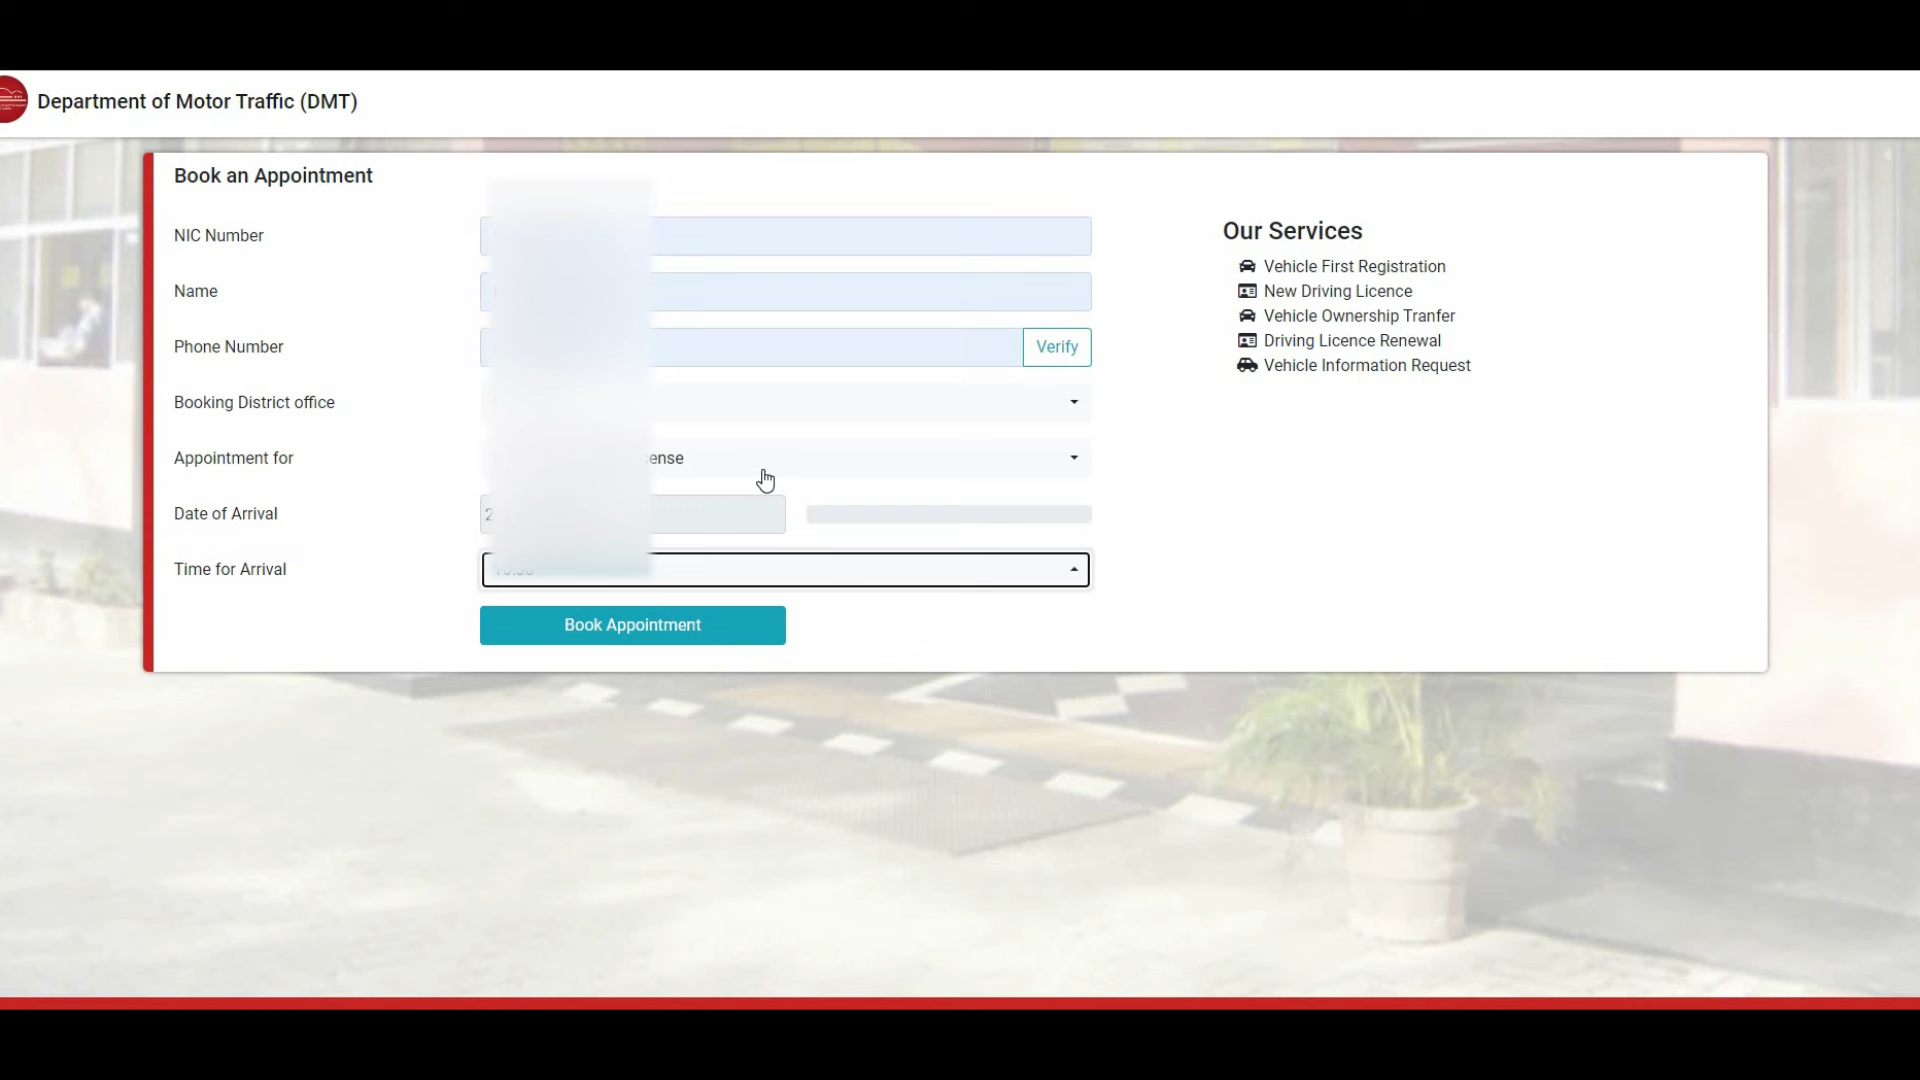 Department of Motor Traffic (DMT)
Book an Appointment
NIC Number
Name
Phone Number
Verify
Booking District office
Appointment for
ense
Date of Arrival
2
Time for Arrival
Book Appointment
Our Services
Vehicle First Registration
New Driving Licence
Vehicle Ownership Tranfer
Driving Licence Renewal
Vehicle Information Request